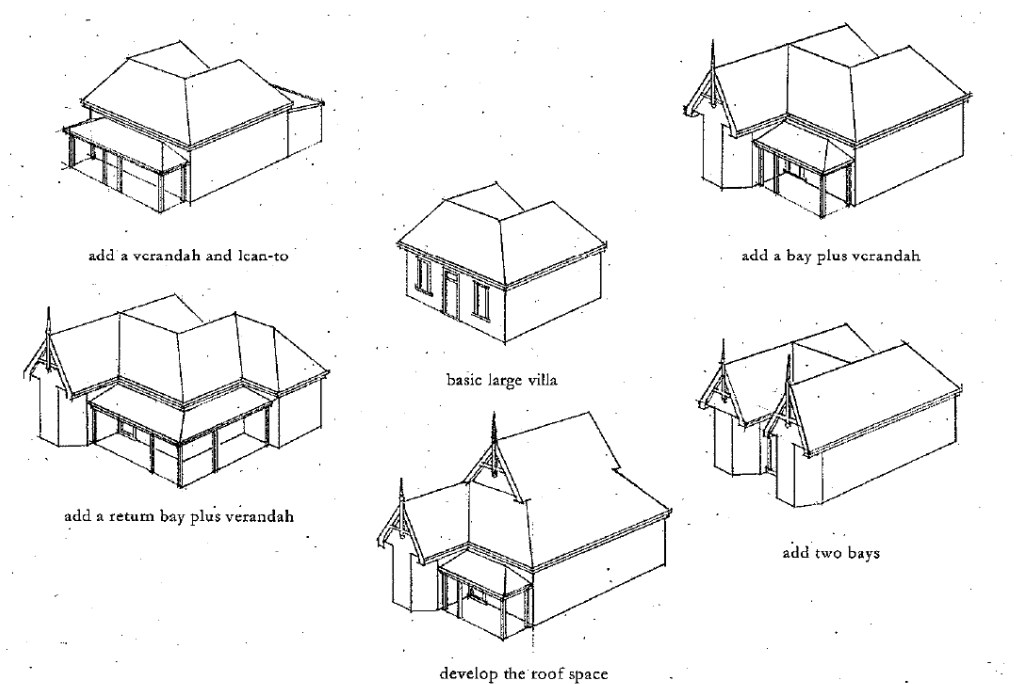 add a verandah and lean-to
add a bay plus verandah
basic large villa
add a return bay plus verandah
add two bays
develop the roof space